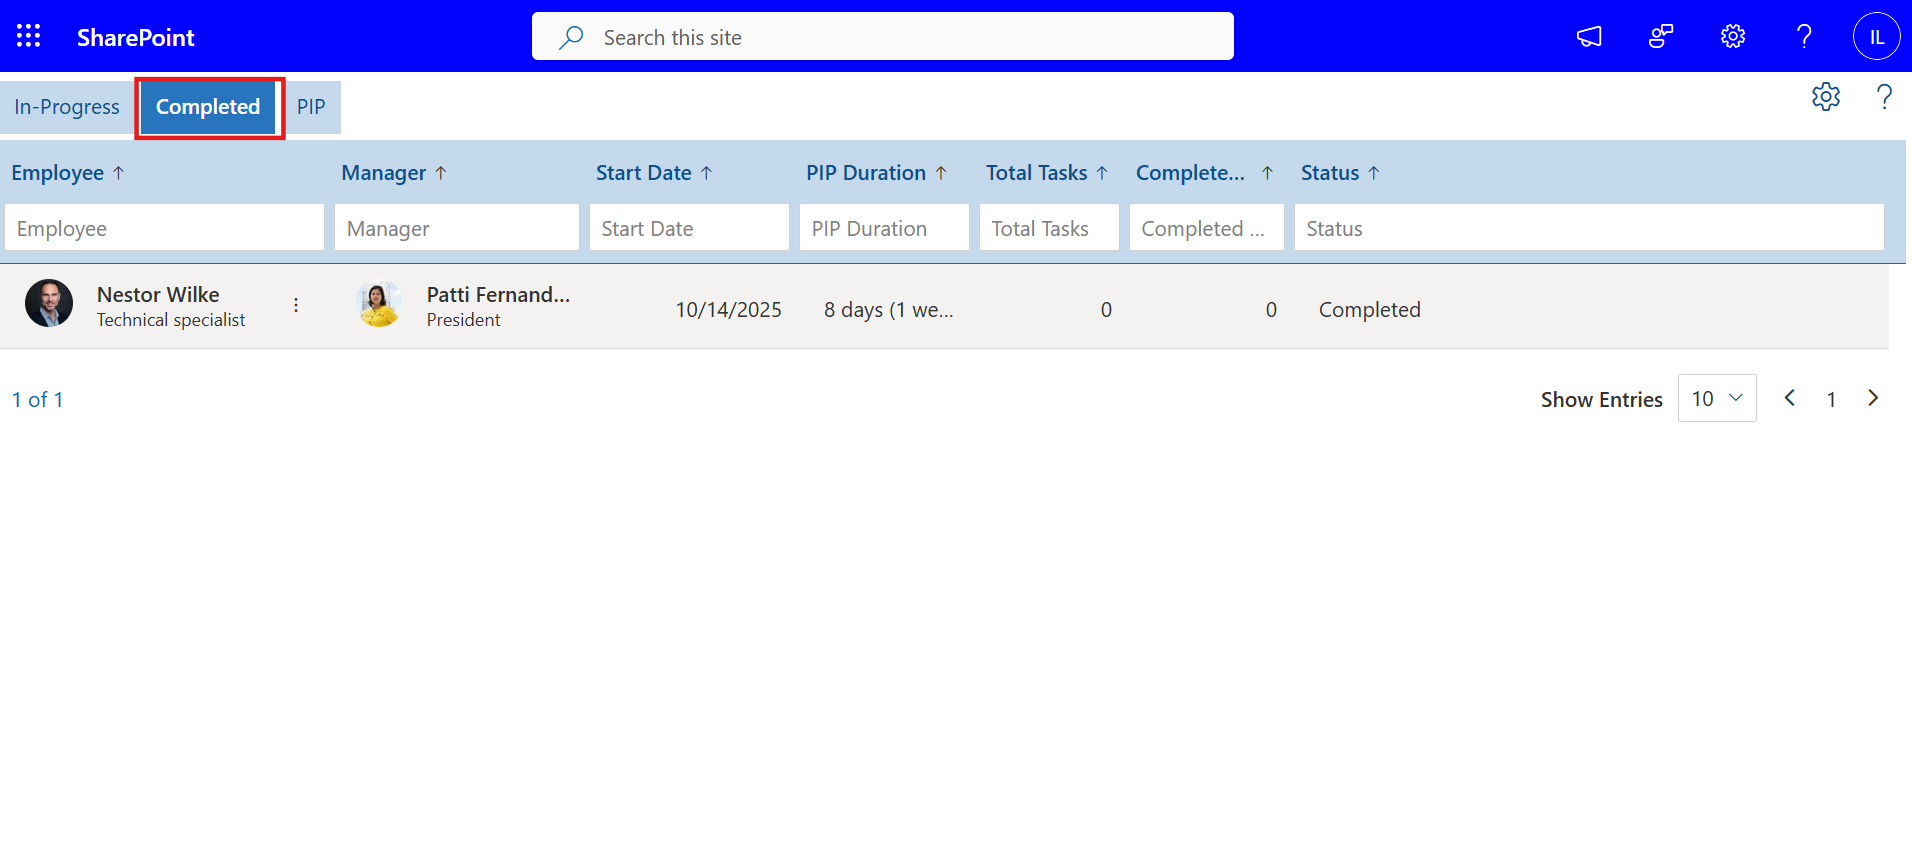 SharePoint
Search this site
IL
In-Progress
Completed
PIP
Employee
Manager
Start Date
PIP Duration
Total Tasks
Complete...
Status
Employee
Manager
Start Date
PIP Duration
Total Tasks
Completed ...
Status
Nestor Wilke
Technical specialist
Patti Fernand...
President
10/14/2025
8 days (1 we...
0
0
Completed
1 of 1
Show Entries
10
1